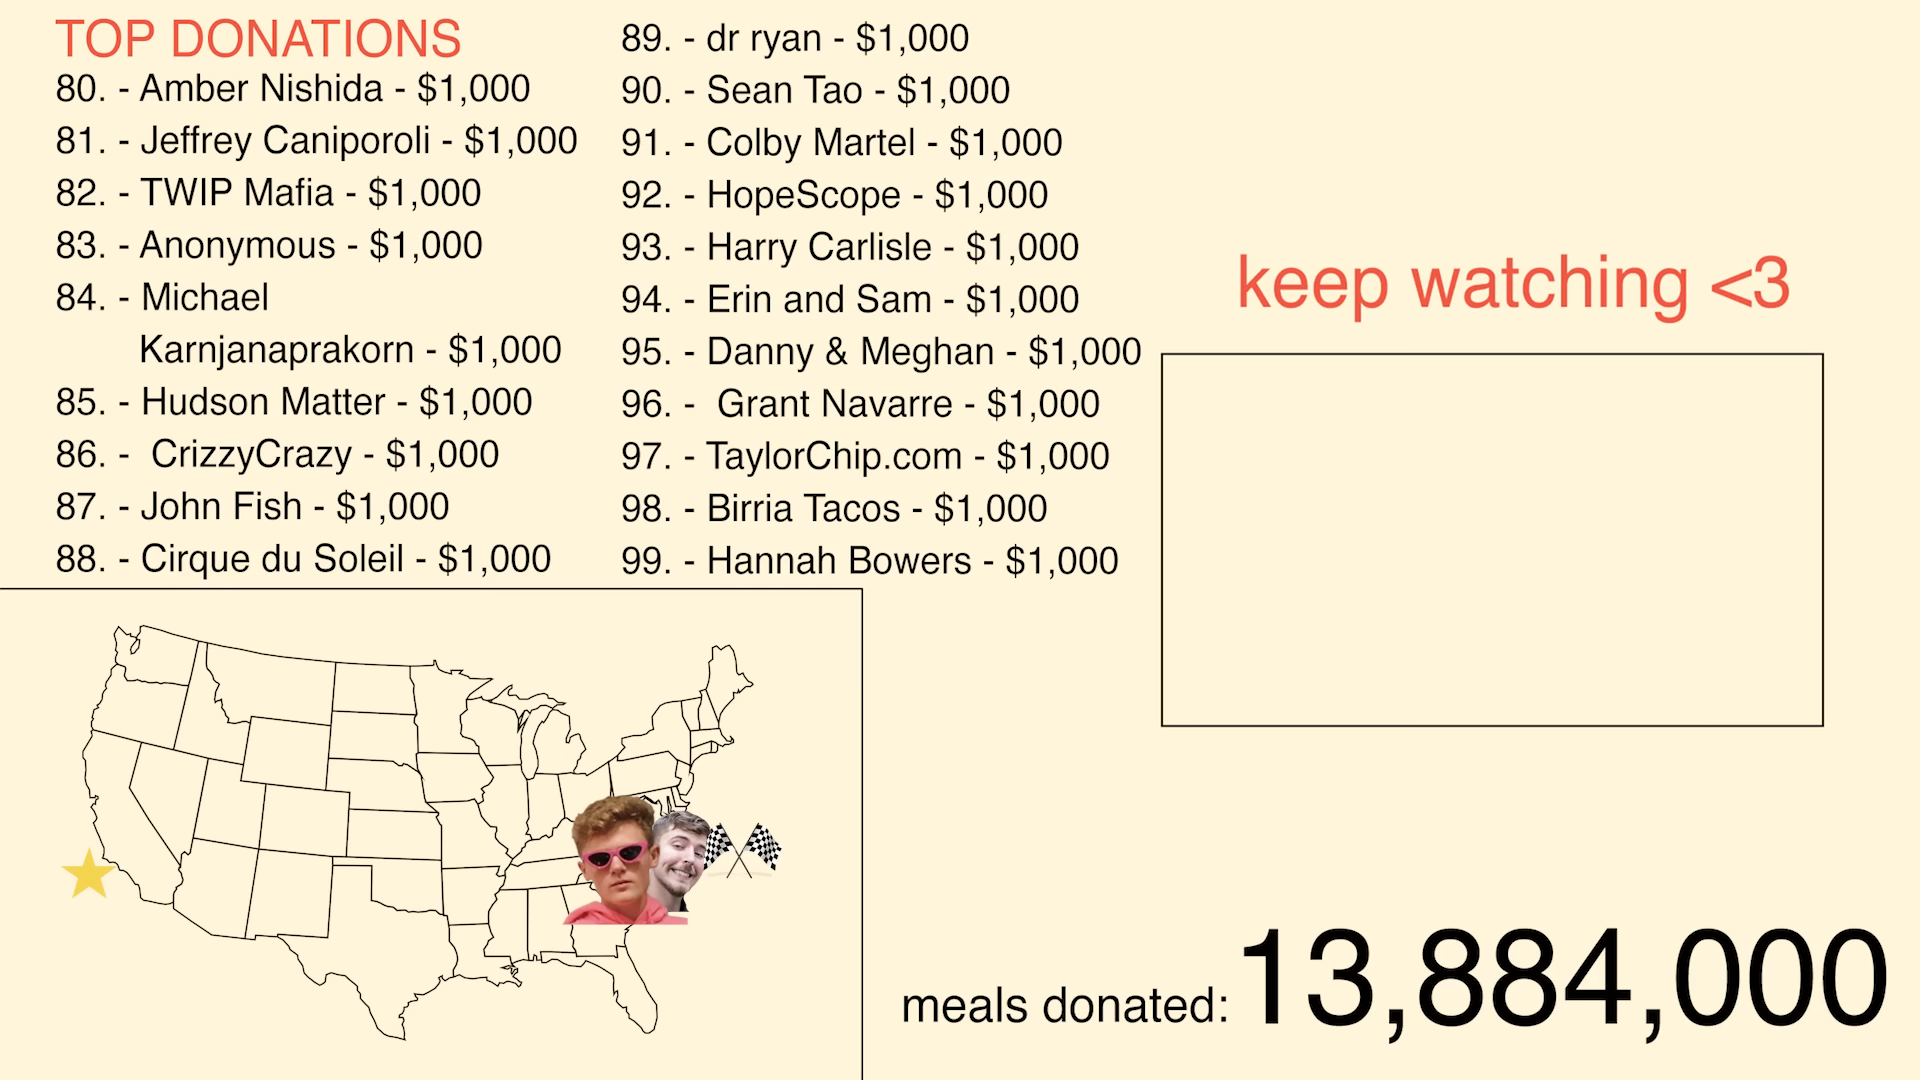 TOP DONATIONS
80. - Amber Nishida - $1,000
81. - Jeffrey Caniporoli - $1,000
82. - TWIP Mafia - $1,000
83. - Anonymous - $1,000
84. - Michael
Karnjanaprakorn - $1,000
85. - Hudson Matter - $1,000
86. -  CrizzyCrazy - $1,000
87. - John Fish - $1,000
88. - Cirque du Soleil - $1,000
89. - dr ryan - $1,000
90. - Sean Tao - $1,000
91. - Colby Martel - $1,000
92. - HopeScope - $1,000
93. - Harry Carlisle - $1,000
94. - Erin and Sam - $1,000
95. - Danny & Meghan - $1,000
96. -  Grant Navarre - $1,000
97. - TaylorChip.com - $1,000
98. - Birria Tacos - $1,000
99. - Hannah Bowers - $1,000
keep watching <3
meals donated: 13,884,000